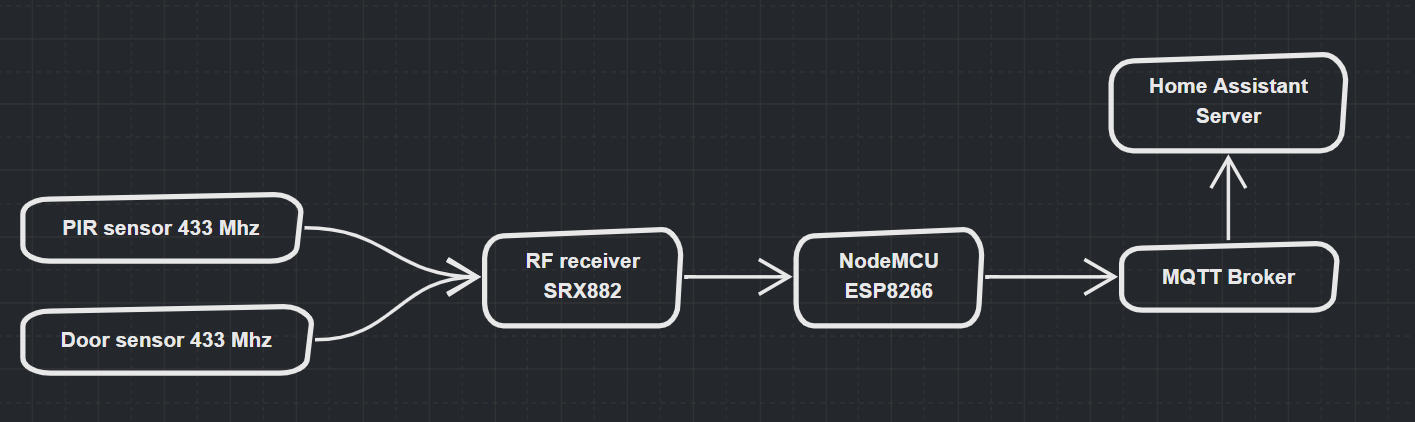 Home Assistant
Server
PIR sensor 433 Mhz
RF receiver
SRX882
NodeMCU
ESP8266
MQTT Broker
Door sensor 433 Mhz